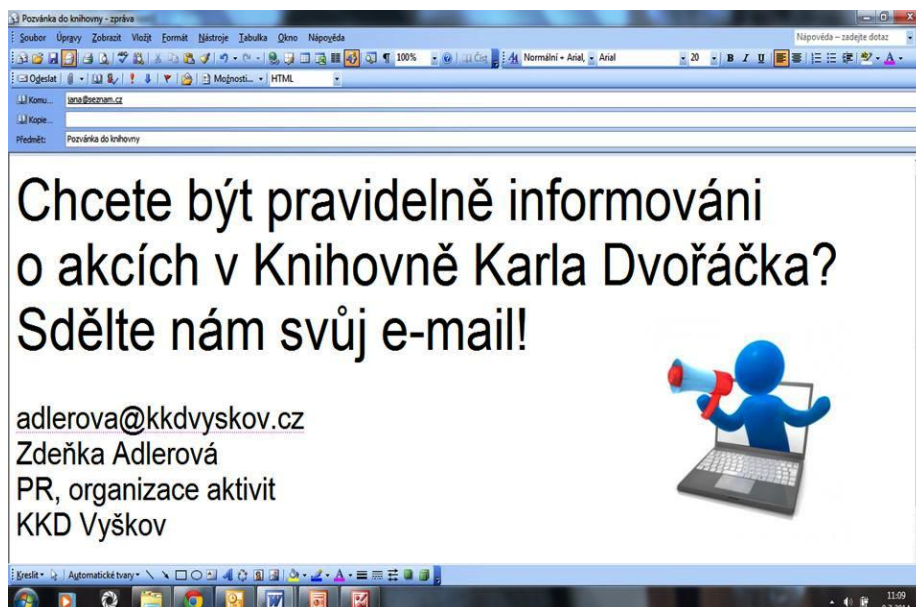 Pozvánka do knihovny - zpráva
Soubor Úpravy Zobrazit Vložit Formát Nástroje Tabulka Okno Nápověda
Nápověda – zadejte dotaz
100% Číst Normální + Arial, Arial 20 B I U
Odeslat Možnosti... HTML
Komu... jana@seznam.cz
Kopie...
Předmět: Pozvánka do knihovny
Chcete být pravidelně informováni
o akcích v Knihovně Karla Dvořáčka?
Sdělte nám svůj e-mail!
adlerova@kkdvyskov.cz
Zdeňka Adlerová
PR, organizace aktivit
KKD Vyškov
Kreslit Automatické tvary
11:09